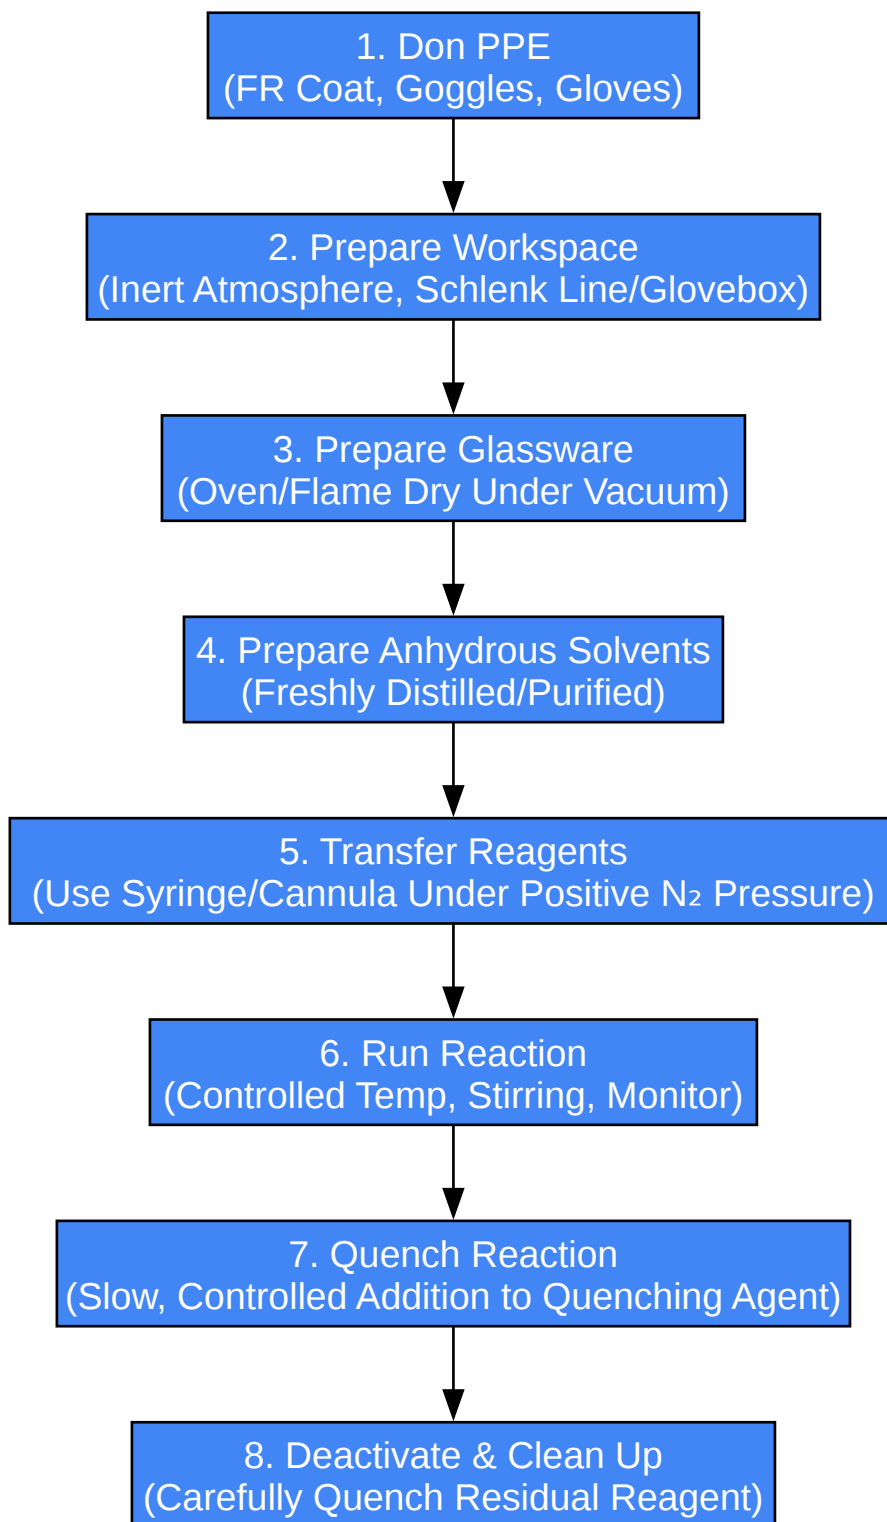 1. Don PPE
(FR Coat, Goggles, Gloves)
2. Prepare Workspace
(Inert Atmosphere, Schlenk Line/Glovebox)
3. Prepare Glassware
(Oven/Flame Dry Under Vacuum)
4. Prepare Anhydrous Solvents
(Freshly Distilled/Purified)
5. Transfer Reagents
(Use Syringe/Cannula Under Positive N₂ Pressure)
6. Run Reaction
(Controlled Temp, Stirring, Monitor)
7. Quench Reaction
(Slow, Controlled Addition to Quenching Agent)
8. Deactivate & Clean Up
(Carefully Quench Residual Reagent)